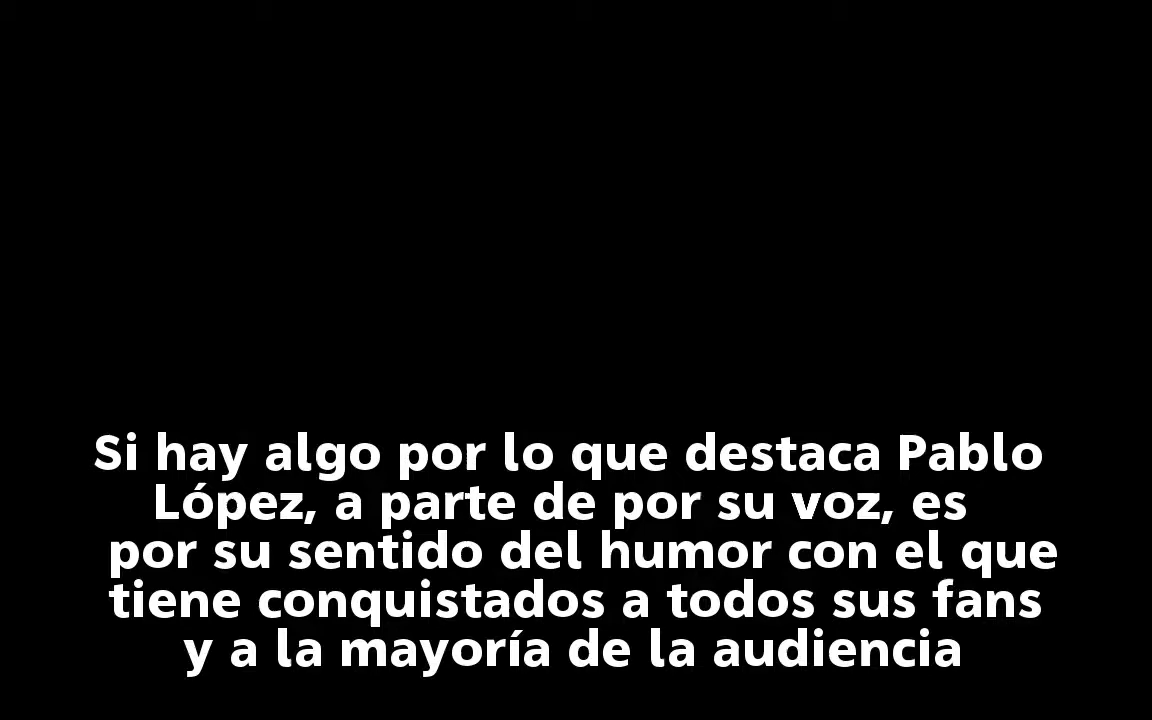 Si hay algo por lo que destaca Pablo
López, a parte de por su voz, es
por su sentido del humor con el que
tiene conquistados a todos sus fans
y a la mayoría de la audiencia